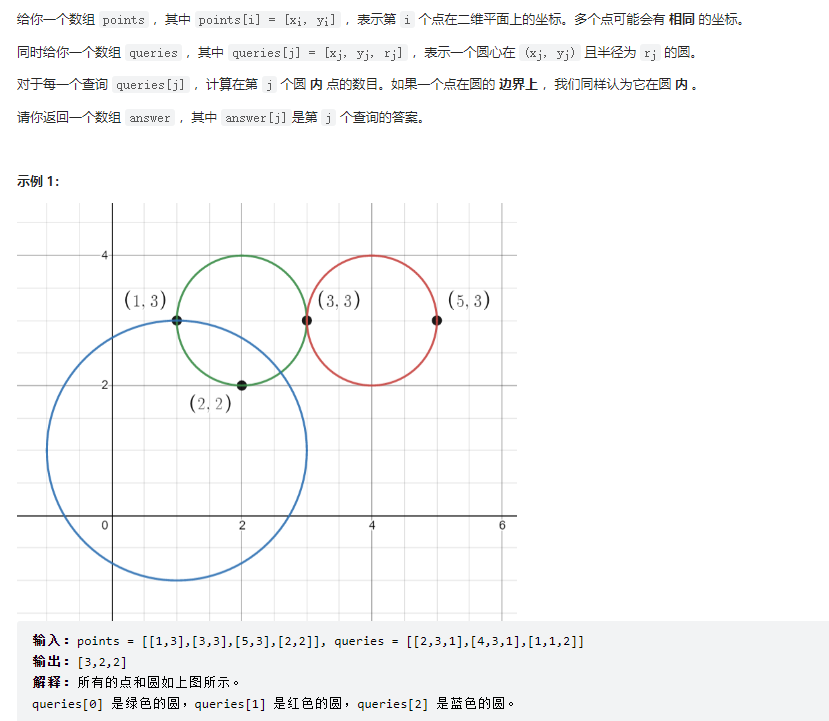 给你一个数组 points ，其中 points[i] = [xi, yi] ，表示第 i 个点在二维平面上的坐标。多个点可能会有 相同 的坐标。
同时给你一个数组 queries ，其中 queries[j] = [xj, yj, rj] ，表示一个圆心在 (xj, yj) 且半径为 rj 的圆。
对于每一个查询 queries[j] ，计算在第 j 个圆 内 点的数目。如果一个点在圆的 边界上 ，我们同样认为它在圆 内 。
请你返回一个数组 answer ，其中 answer[j] 是第 j 个查询的答案。
示例 1：
4
(1, 3)
(3, 3)
(5, 3)
2
(2, 2)
0
2
4
6
输入：points = [[1,3],[3,3],[5,3],[2,2]], queries = [[2,3,1],[4,3,1],[1,1,2]]
输出：[3,2,2]
解释：所有的点和圆如上图所示。
queries[0] 是绿色的圆，queries[1] 是红色的圆，queries[2] 是蓝色的圆。